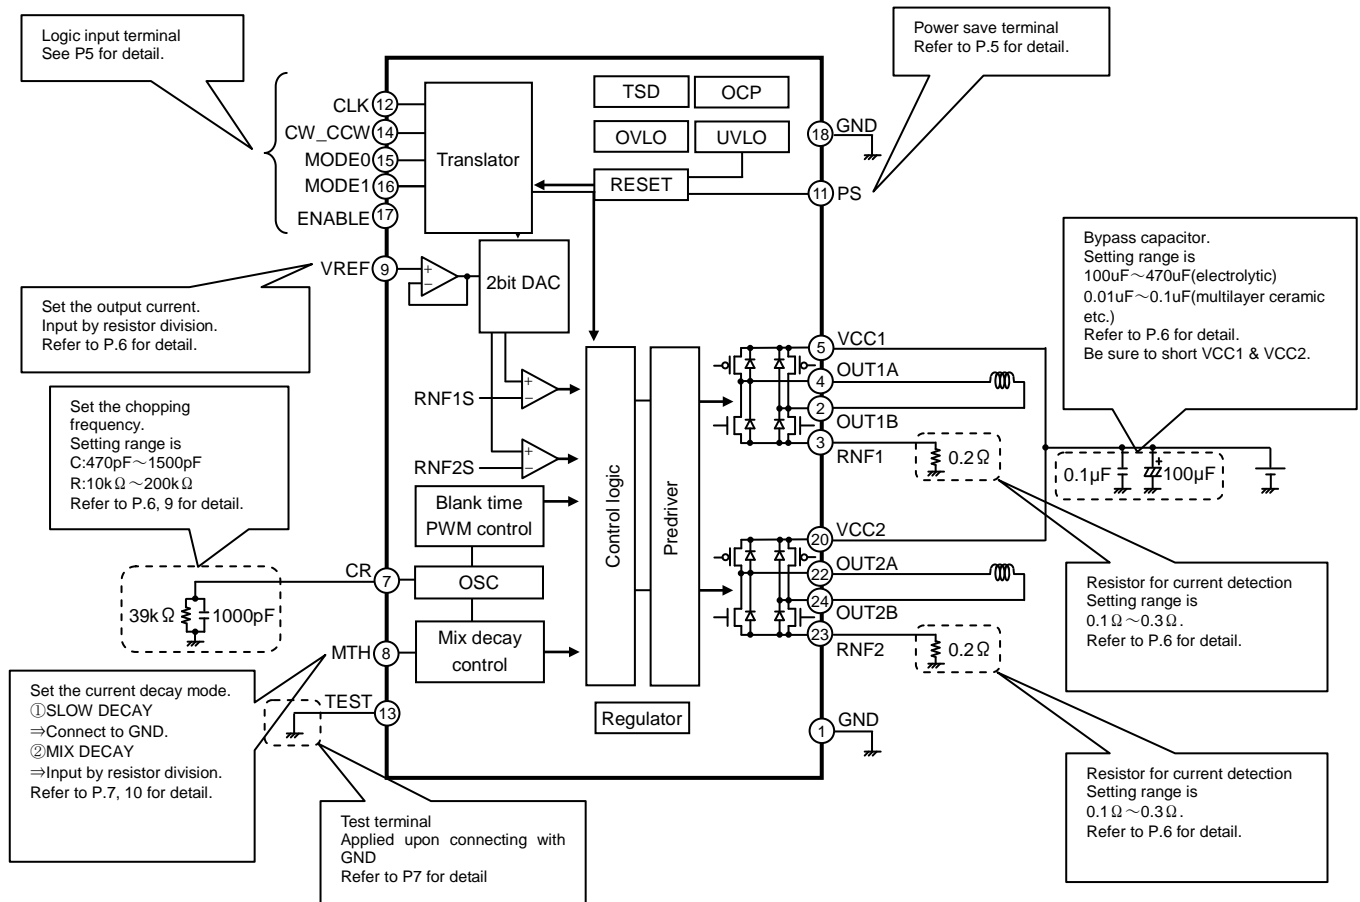 Logic input terminal
See P5 for detail.
Power save terminal
Refer to P.5 for detail.
CLK 12
CW_CCW 14
MODE0 15
MODE1 16
ENABLE 17
Translator
TSD
OCP
OVLO
UVLO
RESET
18 GND
11 PS
VREF 9
+
−
2bit DAC
Set the output current.
Input by resistor division.
Refer to P.6 for detail.
Bypass capacitor.
Setting range is
100uF～470uF(electrolytic)
0.01uF～0.1uF(multilayer ceramic
etc.)
Refer to P.6 for detail.
Be sure to short VCC1 & VCC2.
Set the chopping
frequency.
Setting range is
C:470pF～1500pF
R:10kΩ～200kΩ
Refer to P.6, 9 for detail.
RNF1S
+
−
RNF2S
+
−
Blank time
PWM control
OSC
Mix decay
control
Control logic
Predriver
Regulator
5 VCC1
4 OUT1A
2 OUT1B
3 RNF1
0.2Ω
0.1µF
+
100µF
20 VCC2
22 OUT2A
24 OUT2B
23 RNF2
0.2Ω
1 GND
CR 7
39kΩ
1000pF
MTH 8
TEST 13
Set the current decay mode.
①SLOW DECAY
⇒Connect to GND.
②MIX DECAY
⇒Input by resistor division.
Refer to P.7, 10 for detail.
Test terminal
Applied upon connecting with
GND
Refer to P7 for detail
Resistor for current detection
Setting range is
0.1Ω～0.3Ω.
Refer to P.6 for detail.
Resistor for current detection
Setting range is
0.1Ω～0.3Ω.
Refer to P.6 for detail.